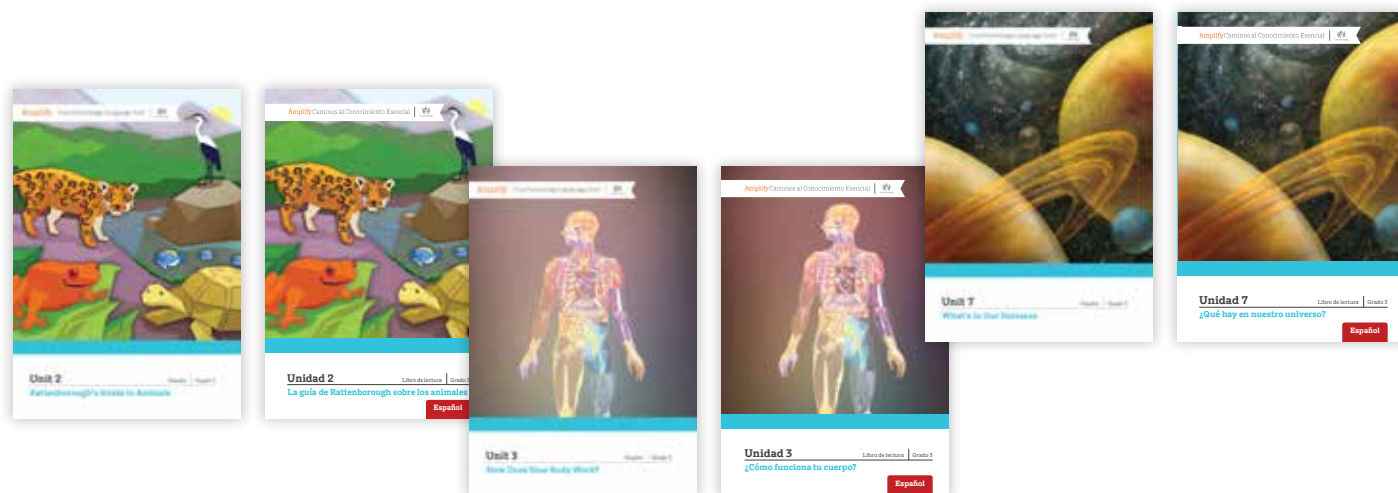 Amplify
Unit 2
Rattenborough's Guide to Animals
Amplify Caminos al Conocimiento Esencial
Unidad 2
Libro de lectura
Grado
La guía de Rattenborough sobre los animales
Español
Amplify
Unit 3
How Does Your Body Work?
Amplify Caminos al Conocimiento Esencial
Unidad 3
Libro de lectura
Grado 3
¿Cómo funciona tu cuerpo?
Español
Unit 7
What's in Our Universe
Amplify Caminos al Conocimiento Esencial
Unidad 7
Libro de lectura
Grado 3
¿Qué hay en nuestro universo?
Español